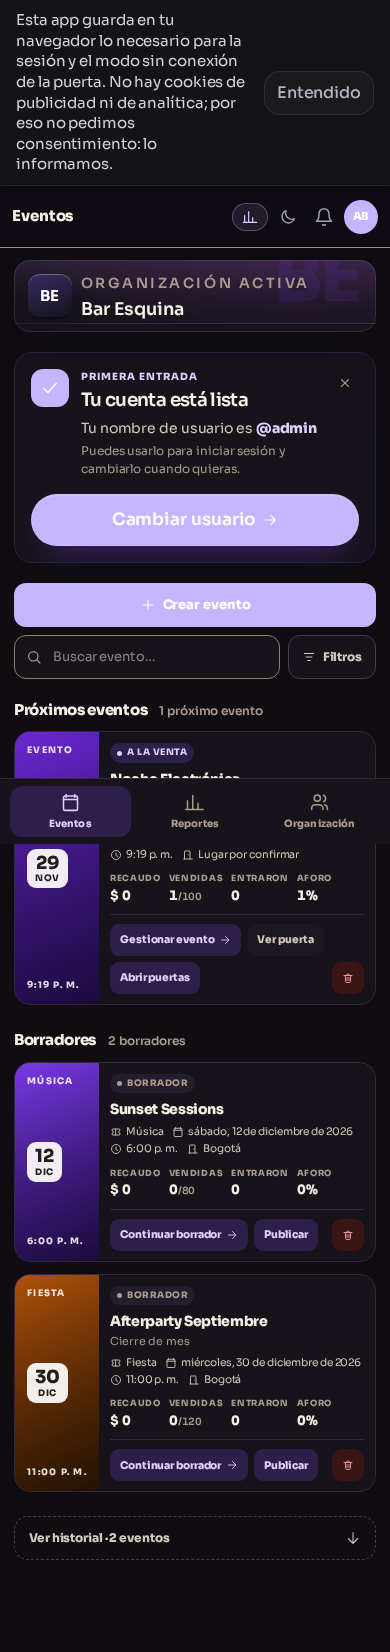 Esta app guarda en tu
navegador lo necesario para la
sesión y el modo sin conexión
de la puerta. No hay cookies de
publicidad ni de analítica; por
eso no pedimos
consentimiento: lo
informamos.
Entendido
Eventos
AB
BE
ORGANIZACIÓN ACTIVA
Bar Esquina
BE
PRIMERA ENTRADA
Tu cuenta está lista
Tu nombre de usuario es @admin
Puedes usarlo para iniciar sesión y
cambiarlo cuando quieras.
Cambiar usuario →
+ Crear evento
Buscar evento...
Filtros
Próximos eventos 1 próximo evento
EVENTO
A LA VENTA
Eventos
Reportes
Organización
29
NOV
9:19 P. M.
9:19 p. m. Lugar por confirmar
RECAUDO VENDIDAS ENTRARON AFORO
$ 0 1/100 0 1%
Gestionar evento → Ver puerta
Abrir puertas
Borradores 2 borradores
MÚSICA
12
DIC
6:00 P. M.
BORRADOR
Sunset Sessions
Música sábado, 12 de diciembre de 2026
6:00 p. m. Bogotá
RECAUDO VENDIDAS ENTRARON AFORO
$ 0 0/80 0 0%
Continuar borrador → Publicar
FIESTA
30
DIC
11:00 P. M.
BORRADOR
Afterparty Septiembre
Cierre de mes
Fiesta miércoles, 30 de diciembre de 2026
11:00 p. m. Bogotá
RECAUDO VENDIDAS ENTRARON AFORO
$ 0 0/120 0 0%
Continuar borrador → Publicar
Ver historial · 2 eventos ↓